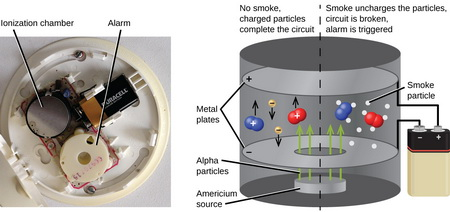 Ionization chamber
Alarm
DURACELL
No smoke,
charged particles
complete the circuit
Smoke uncharges the particles,
circuit is broken,
alarm is triggered
+
Smoke
particle
Metal
plates
+
+
− +
−
Alpha
particles
Americium
source